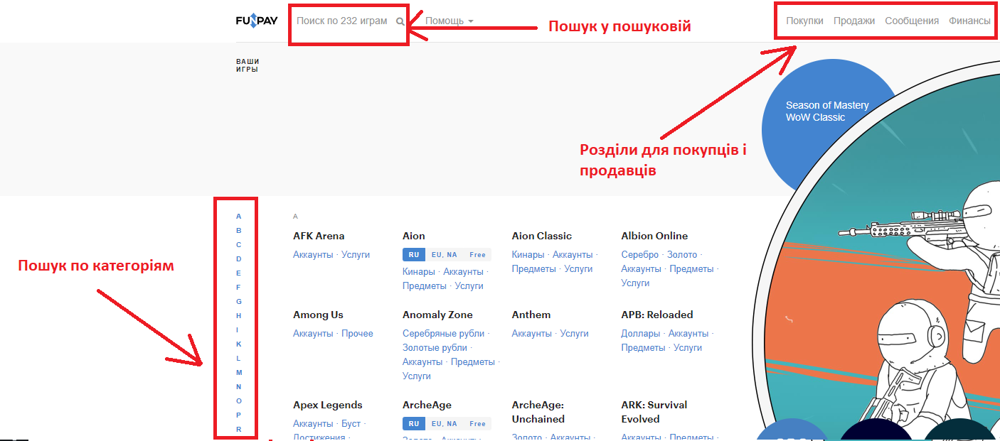 FUNPAY
Поиск по 232 играм
Помощь
Пошук у пошуковій
Покупки Продажи Сообщения Финансы
ВАШИ
ИГРЫ
Season of Mastery
WoW Classic
Розділи для покупців і
продавців
Пошук по категоріям
A
B
C
D
E
F
G
H
I
K
L
M
N
O
P
R
A
AFK Arena
Аккаунты · Услуги
Aion
RU EU, NA Free
Кинары · Аккаунты ·
Предметы · Услуги
Aion Classic
Кинары · Аккаунты ·
Предметы · Услуги
Albion Online
Серебро · Золото ·
Аккаунты · Предметы ·
Услуги
Among Us
Аккаунты · Прочее
Anomaly Zone
Серебряные рубли ·
Золотые рубли ·
Аккаунты · Предметы ·
Услуги
Anthem
Аккаунты · Услуги
APB: Reloaded
Доллары · Аккаунты ·
Предметы · Услуги
Apex Legends
Аккаунты · Буст ·
Достижения ·
ArcheAge
RU EU, NA Free
Золото · Аккаунты ·
ArcheAge:
Unchained
Золото · Аккаунты ·
ARK: Survival
Evolved
Аккаунты · Предметы ·